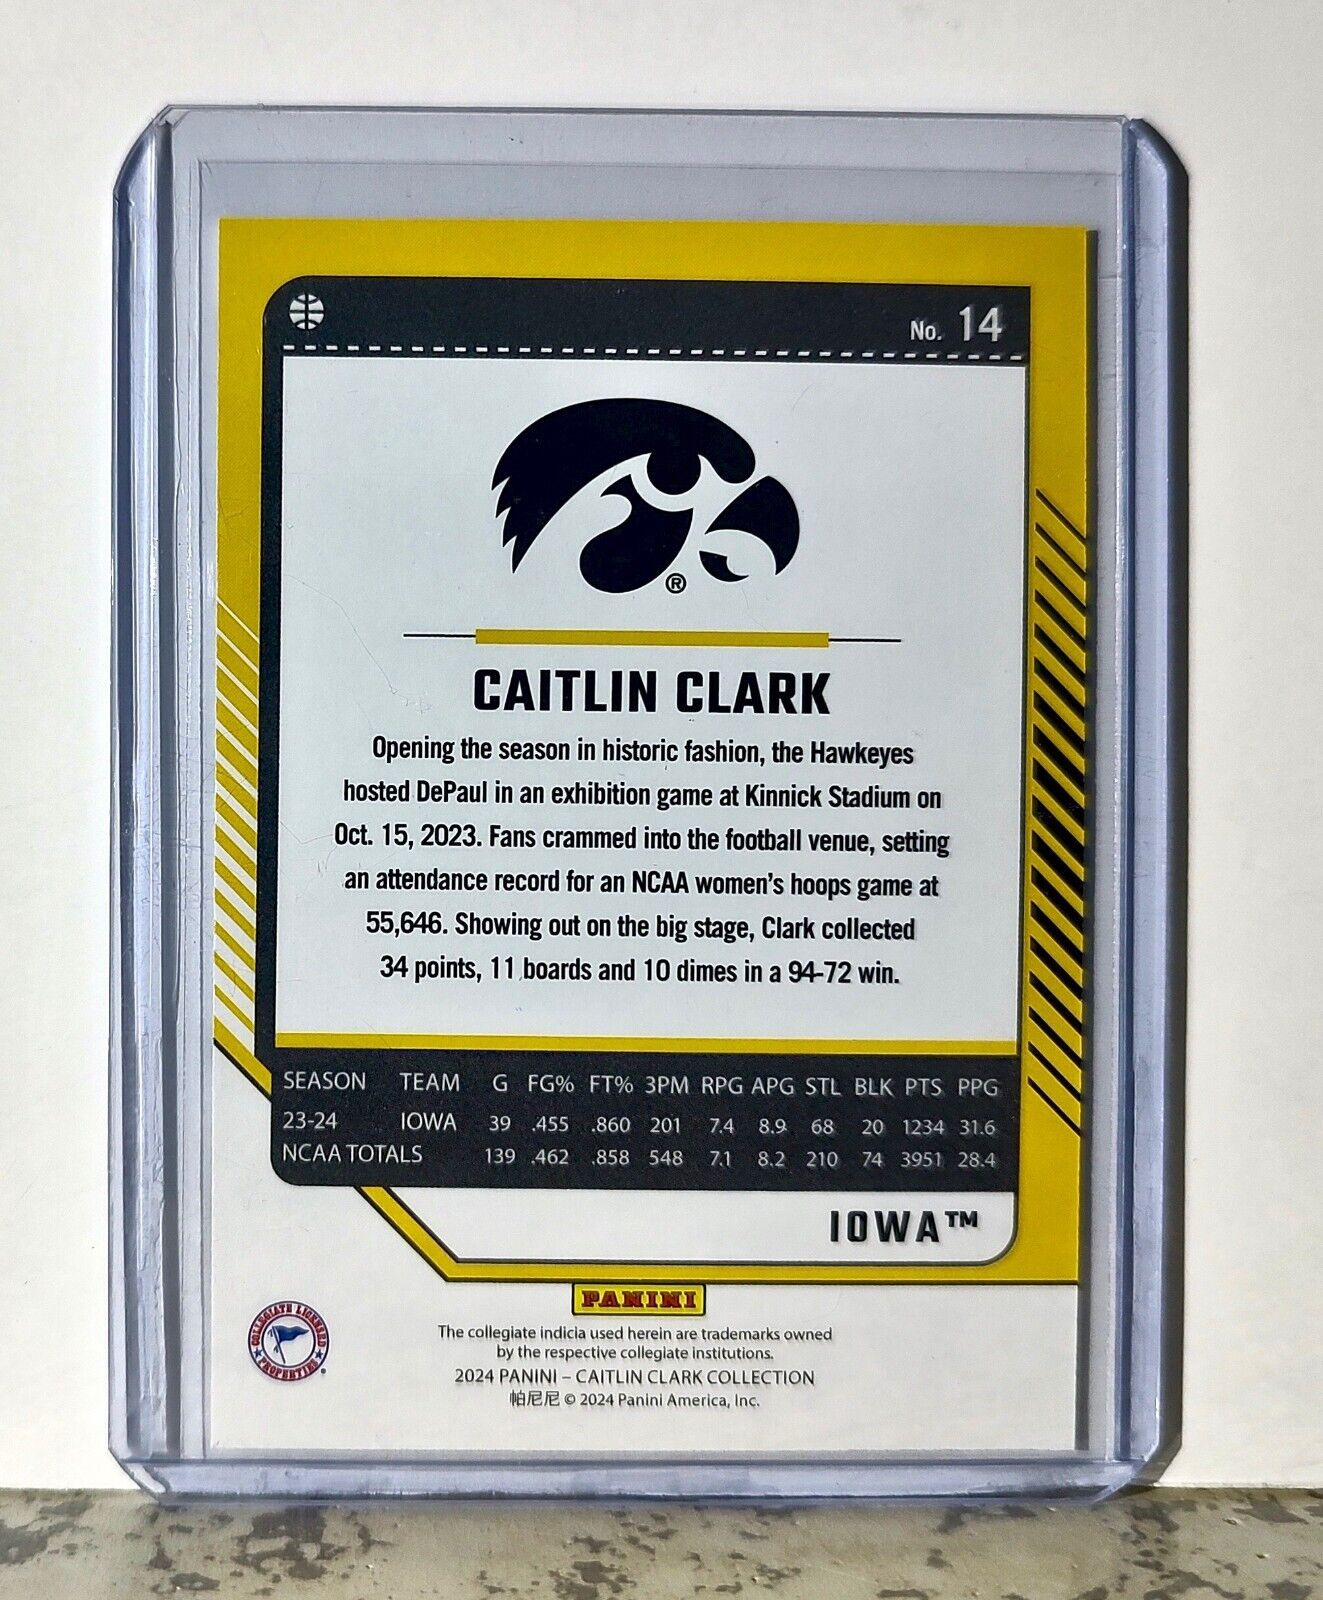 No. 14
®
CAITLIN CLARK
Opening the season in historic fashion, the Hawkeyes
hosted DePaul in an exhibition game at Kinnick Stadium on
Oct. 15, 2023. Fans crammed into the football venue, setting
an attendance record for an NCAA women's hoops game at
55,646. Showing out on the big stage, Clark collected
34 points, 11 boards and 10 dimes in a 94-72 win.
SEASON TEAM G FG% FT% 3PM RPG APG STL BLK PTS PPG
23-24 IOWA 39 .455 .860 201 7.4 8.9 68 20 1234 31.6
NCAA TOTALS 139 .462 .858 548 7.1 8.2 210 74 3951 28.4
IOWA™
PANINI
COLLEGIATE LICENSED
PROPERTIES ®
The collegiate indicia used herein are trademarks owned
by the respective collegiate institutions.
2024 PANINI – CAITLIN CLARK COLLECTION
帕尼尼 © 2024 Panini America, Inc.